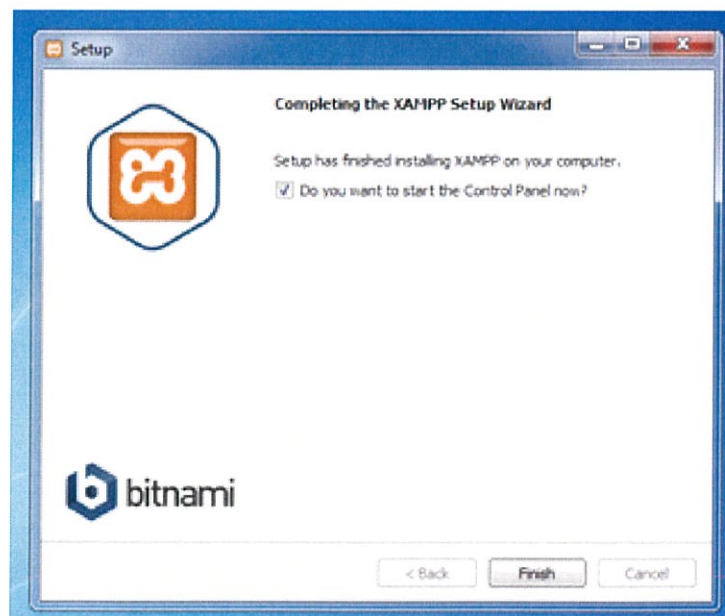 Setup
Completing the XAMPP Setup Wizard
Setup has finished installing XAMPP on your computer.
Do you want to start the Control Panel now?
bitnami
< Back
Finish
Cancel